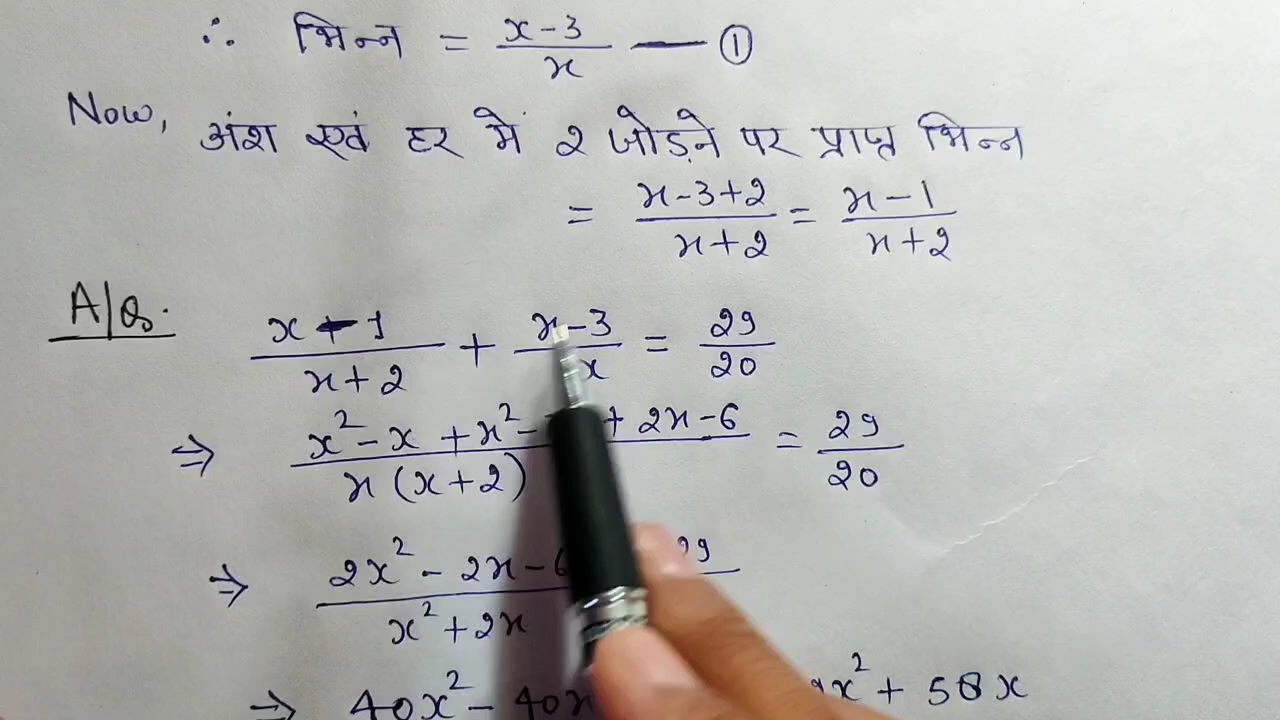 ∴ भिन्न = x-3/x — ①
Now, अंश एवं हर में 2 जोड़ने पर प्राप्त भिन्न
= x-3+2/x+2 = x-1/x+2
A/Q. x-1/x+2 + x-3/x = 29/20
⇒ x²-x+x²- + 2x-6/x(x+2) = 29/20
⇒ 2x²-2x-6/x²+2x 29
⇒ 40x²-40x x²+58x